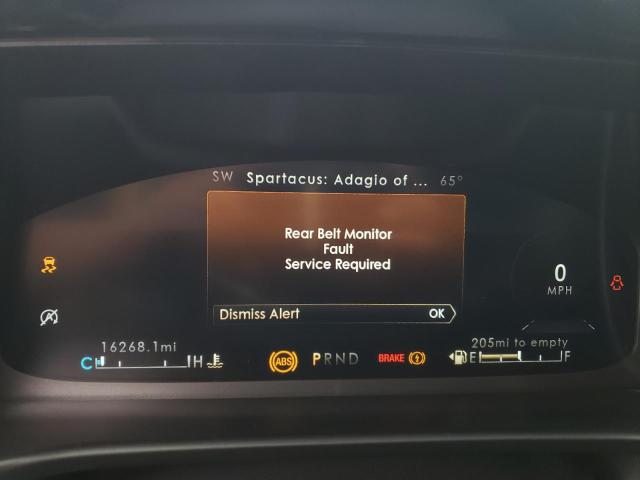 SW Spartacus: Adagio of ... 65°
Rear Belt Monitor
Fault
Service Required
Dismiss Alert OK
0
MPH
16268.1mi
205mi to empty
C H ABS PRND BRAKE E F